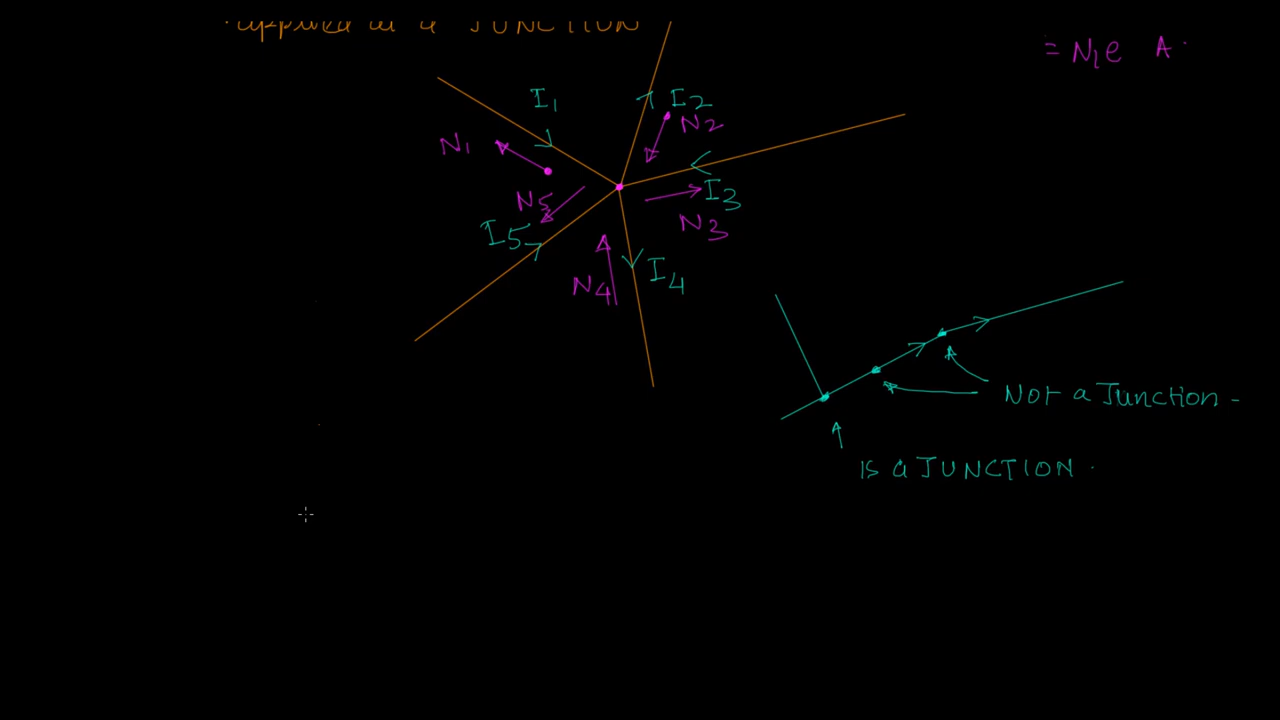 JUNCTION
= N₁e A.
I₁
I₂
N₂
N₁
I₃
N₅
N₃
I₅
I₄
N₄
Not a Junction -
IS a JUNCTION .